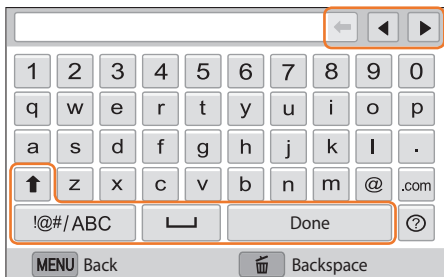 1 2 3 4 5 6 7 8 9 0
q w e r t y u i o p
a s d f g h j k l .
z x c v b n m @ .com
!@#/ABC Done ?
MENU Back Backspace